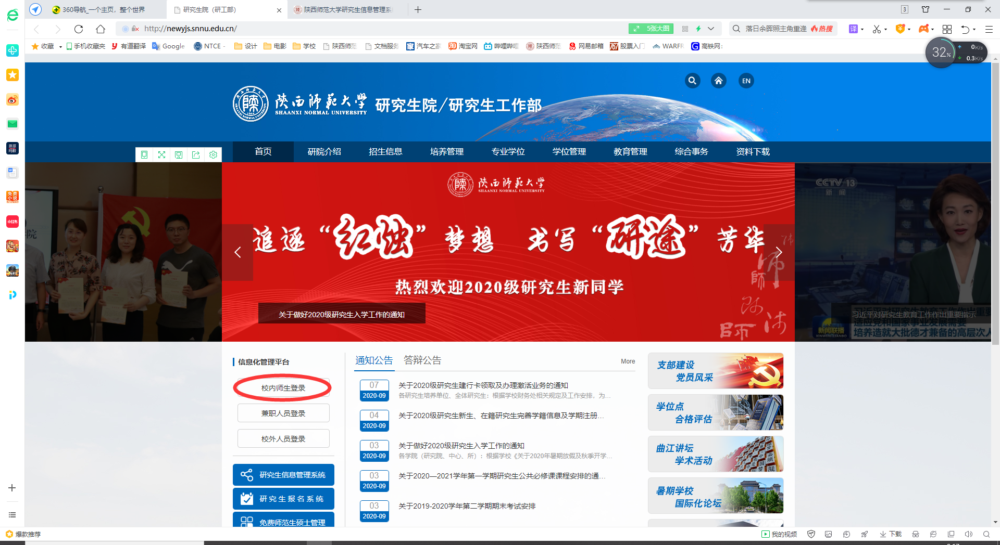 360导航_一个主页，整个世界
研究生院（研工部）
陕西师范大学研究生信息管理系
3
http://newyjs.snnu.edu.cn/
5张大图
落日余晖照主角重逢
热搜
译
收藏
手机收藏夹
有道翻译
Google
NTCE -
设计
电影
学校
陕西师范
文档服务
汽车之家
淘宝网
哔哩哔哩
陕西师范
网易邮箱
股票入门
WARFR
高铁网:
32%
0K/s
0.3K/s
陕西师范大学
SHAANXI NORMAL UNIVERSITY
研究生院/研究生工作部
EN
首页
研院介绍
招生信息
培养管理
专业学位
学位管理
教育管理
综合事务
资料下载
陕西师范大学
SHAANXI NORMAL UNIVERSITY
追逐“红烛”梦想 书写“研途”芳华
热烈欢迎2020级研究生新同学
关于做好2020级研究生入学工作的通知
CCTV 13
新闻
习近平对研究生教育工作作出重要指示
适应党和国家事业发展需要
培养造就大批德才兼备的高层次人
新闻联播
XINWEN LIANBO
信息化管理平台
校内师生登录
兼职人员登录
校外人员登录
研究生信息管理系统
研究生报名系统
免费师范生硕士管理
通知公告
答辩公告
More
07
2020-09
关于2020级研究生建行卡领取及办理激活业务的通知
各研究生培养单位、全体研究生：根据学校财务处相关规定及工作安排，为...
04
2020-09
关于2020级研究生新生、在籍研究生完善学籍信息及学期注册...
03
2020-09
关于做好2020级研究生入学工作的通知
各学院（研究院、中心、所）：根据学校《关于2020年暑期放假及秋季开学...
03
2020-09
关于2020—2021学年第一学期研究生公共必修课课程安排的通...
03
2020-09
关于2019-2020学年第二学期期末考试安排
支部建设
党员风采
学位点
合格评估
曲江讲坛
学术活动
暑期学校
国际化论坛
爆款推荐
我的视频
下载